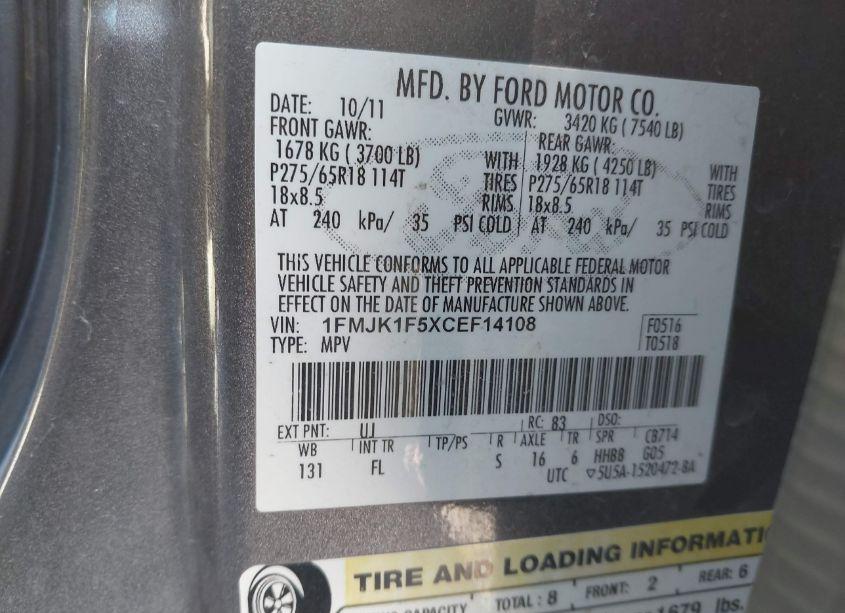 MFD. BY FORD MOTOR CO.
DATE: 10/11 GVWR: 3420 KG ( 7540 LB)
FRONT GAWR: REAR GAWR:
1678 KG ( 3700 LB) WITH 1928 KG ( 4250 LB) WITH
P275/65R18 114T TIRES P275/65R18 114T TIRES
18x8.5 RIMS 18x8.5 RIMS
AT 240 kPa/ 35 PSI COLD AT 240 kPa/ 35 PSI COLD
THIS VEHICLE CONFORMS TO ALL APPLICABLE FEDERAL MOTOR
VEHICLE SAFETY AND THEFT PREVENTION STANDARDS IN
EFFECT ON THE DATE OF MANUFACTURE SHOWN ABOVE.
VIN: 1FMJK1F5XCEF14108 F0516
TYPE: MPV T0518
EXT PNT: UJ RC: 83 DSO:
WB INT TR TP/PS R AXLE TR SPR CB714
131 FL S 16 6 HHBB G05
UTC ▽5U5A-1520472-BA
TIRE AND LOADING INFORMATI
CAPACITY TOTAL : 8 FRONT: 2 REAR: 6
lbs.